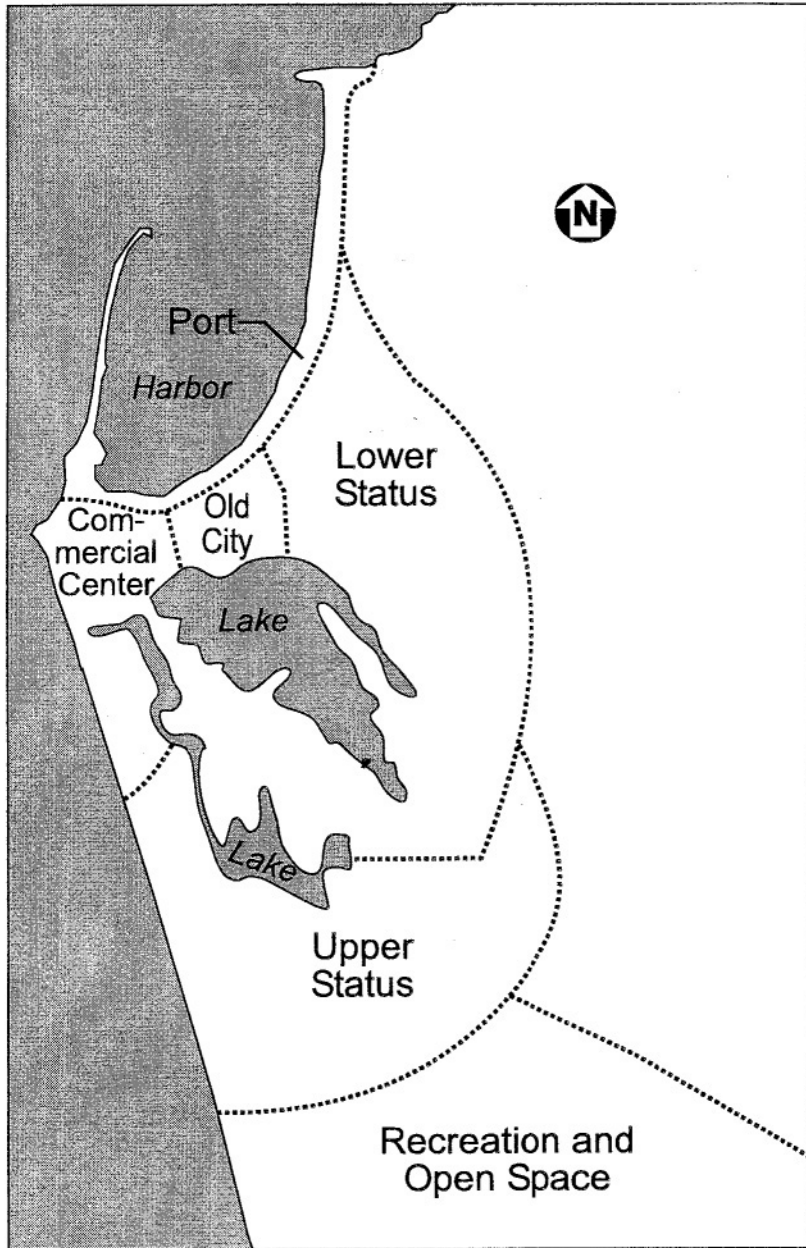 N
Port
Harbor
Lower
Status
Com-
mercial
Center
Old
City
Lake
Lake
Upper
Status
Recreation and
Open Space